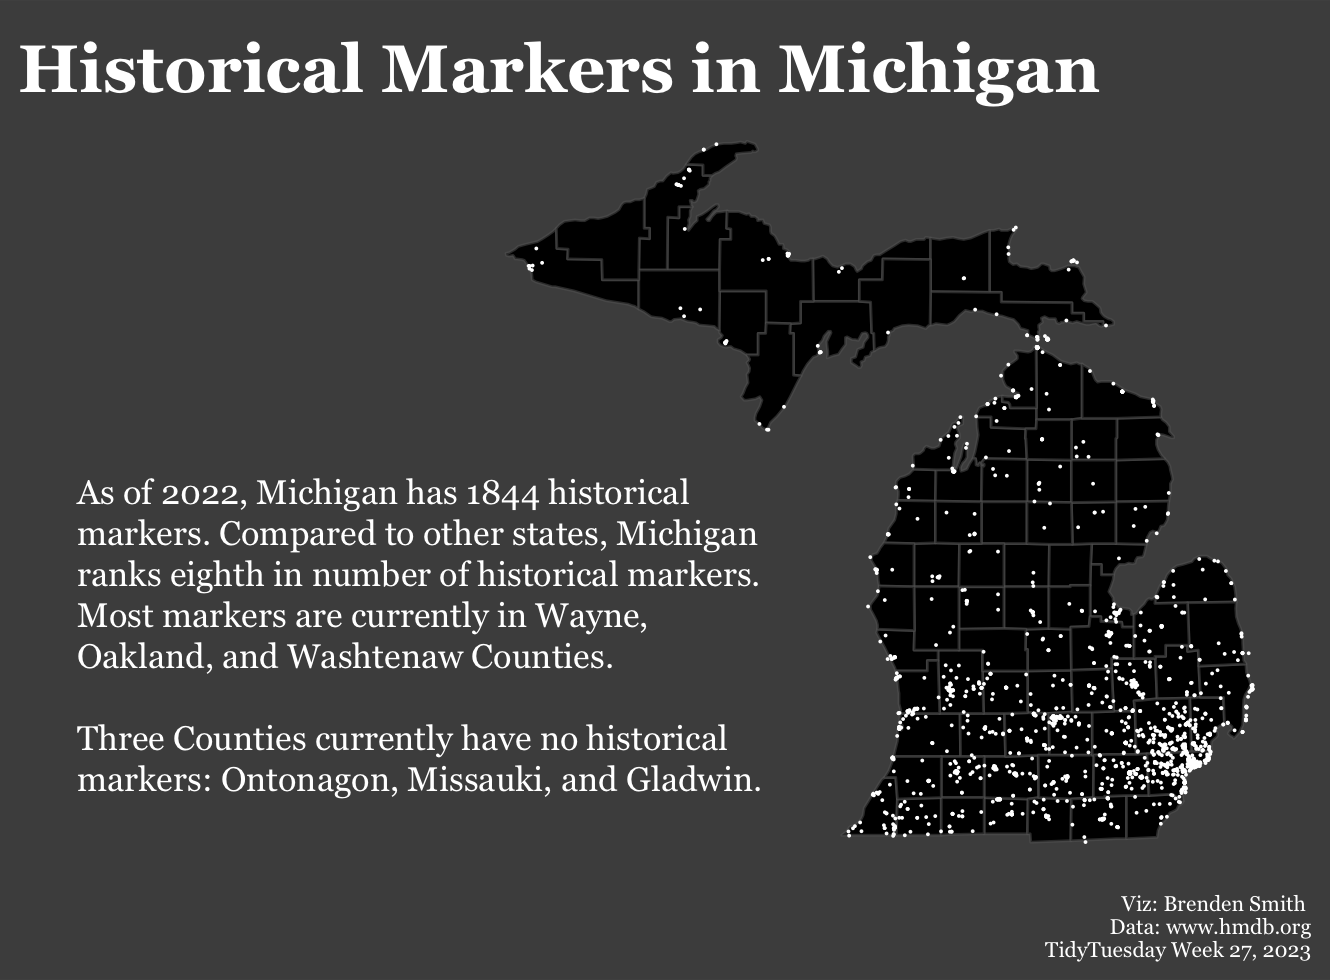 Historical Markers in Michigan
As of 2022, Michigan has 1844 historical
markers. Compared to other states, Michigan
ranks eighth in number of historical markers.
Most markers are currently in Wayne,
Oakland, and Washtenaw Counties.
Three Counties currently have no historical
markers: Ontonagon, Missauki, and Gladwin.
Viz: Brenden Smith
Data: www.hmdb.org
TidyTuesday Week 27, 2023